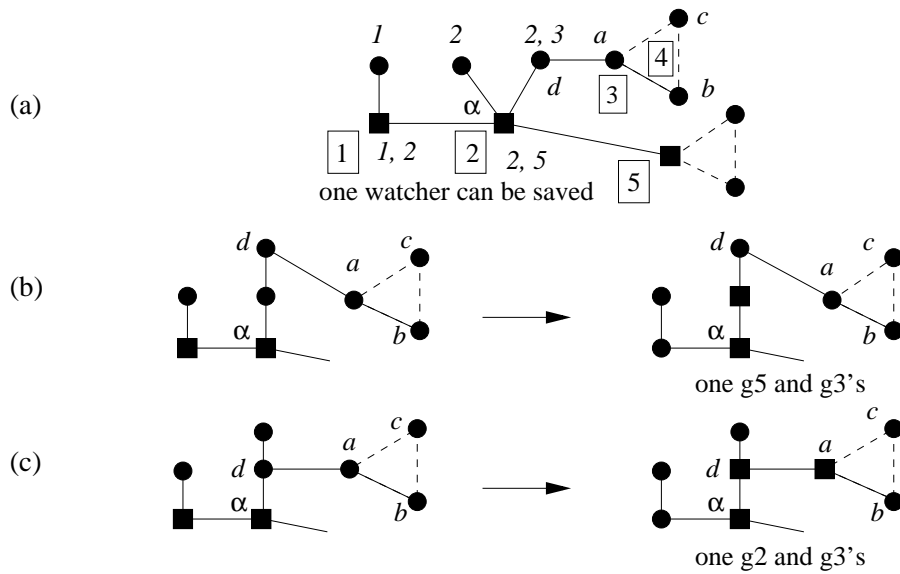 c
1
2
2, 3
a
4
b
d
3
(a)
α
1
1, 2
2
2, 5
5
one watcher can be saved
d
c
a
(b)
α
b
d
c
a
α
b
one g5 and g3's
c
a
(c)
d
α
b
c
a
d
α
b
one g2 and g3's